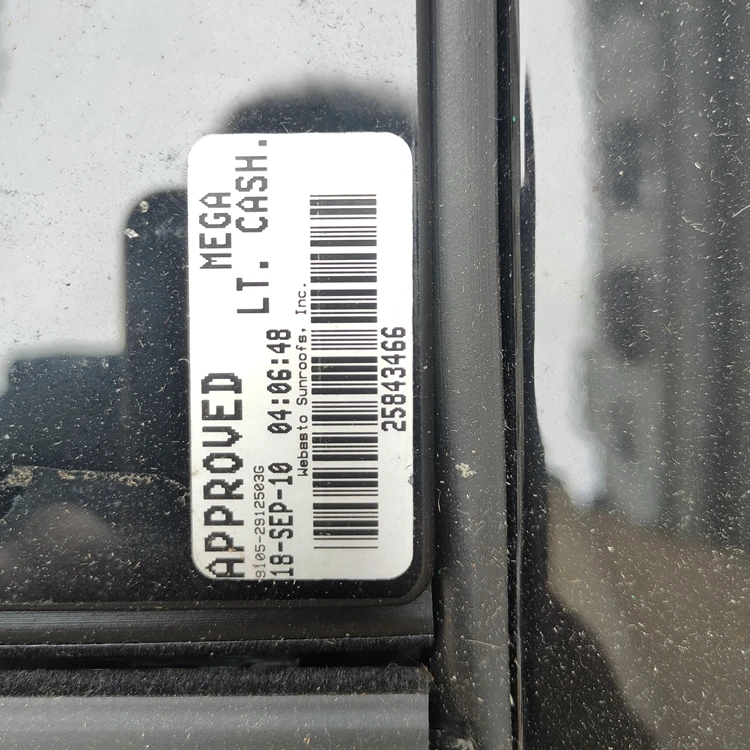 MEGA
APPROVED LT. CASH.
9105-2912503G
18-SEP-10 04:06:48
Webasto Sunroofs, Inc.
25843466